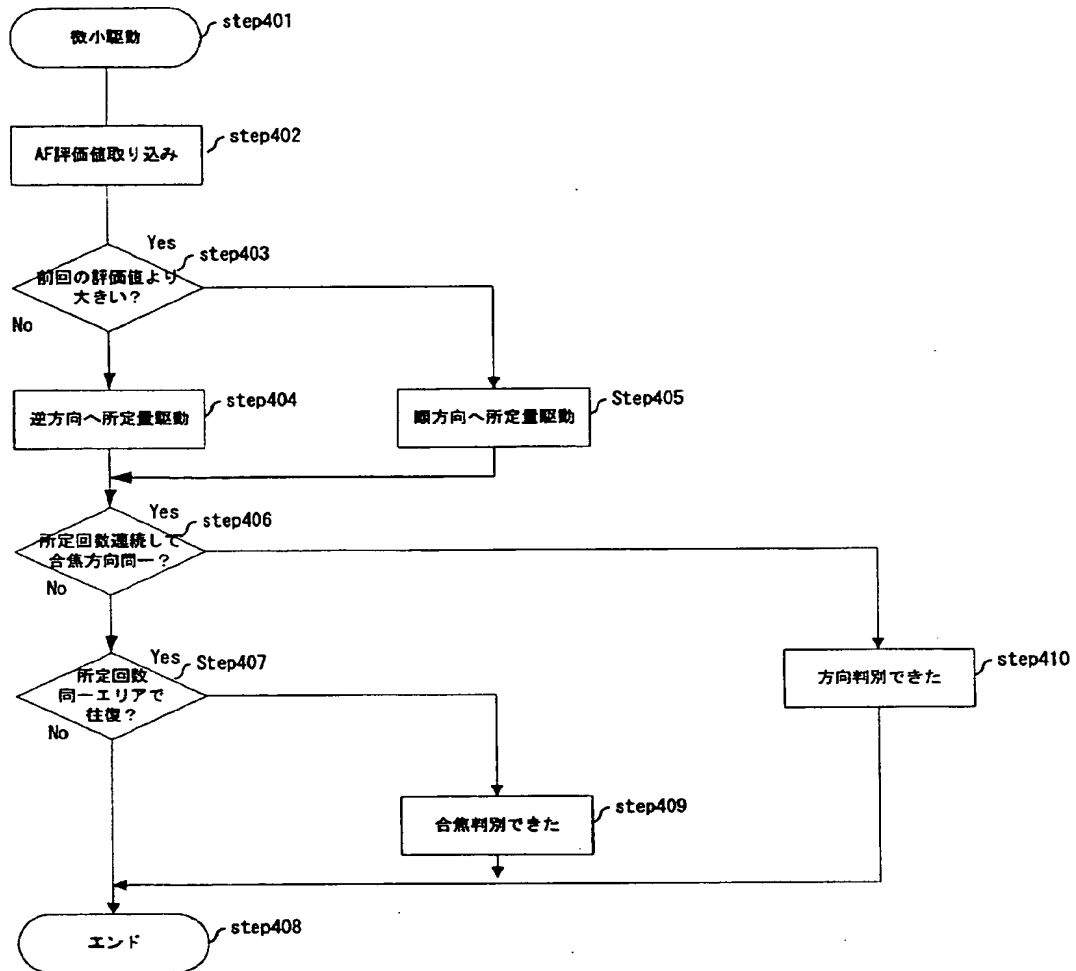 微小駆動
step401
AF評価値取り込み
step402
Yes
step403
前回の評価値より
大きい?
No
逆方向へ所定量駆動
step404
順方向へ所定量駆動
Step405
Yes
step406
所定回数連続して
合焦方向同一?
No
Yes
Step407
所定回数
同一エリアで
往復?
No
方向判別できた
step410
合焦判別できた
step409
エンド
step408